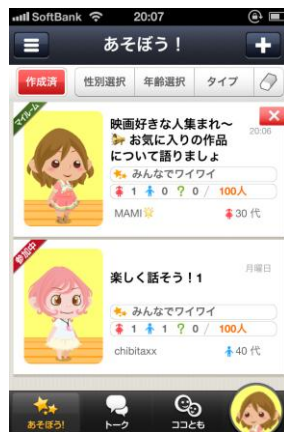 SoftBank 20:07
あそぼう！
作成済 性別選択 年齢選択 タイプ
マイルーム
映画好きな人集まれ〜
お気に入りの作品
について語りましょ
20:06
みんなでワイワイ
1 0 ? 0 / 100人
MAMI 30 代
参加中
楽しく話そう！1
月曜日
みんなでワイワイ
1 1 ? 0 / 100人
chibitaxx 40 代
あそぼう! トーク ココとも